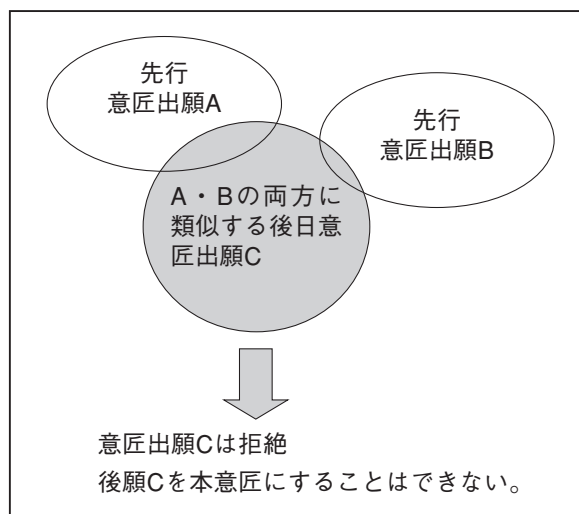 先行
意匠出願A
先行
意匠出願B
A・Bの両方に
類似する後日意
匠出願C
意匠出願Cは拒絶
後願Cを本意匠にすることはできない。